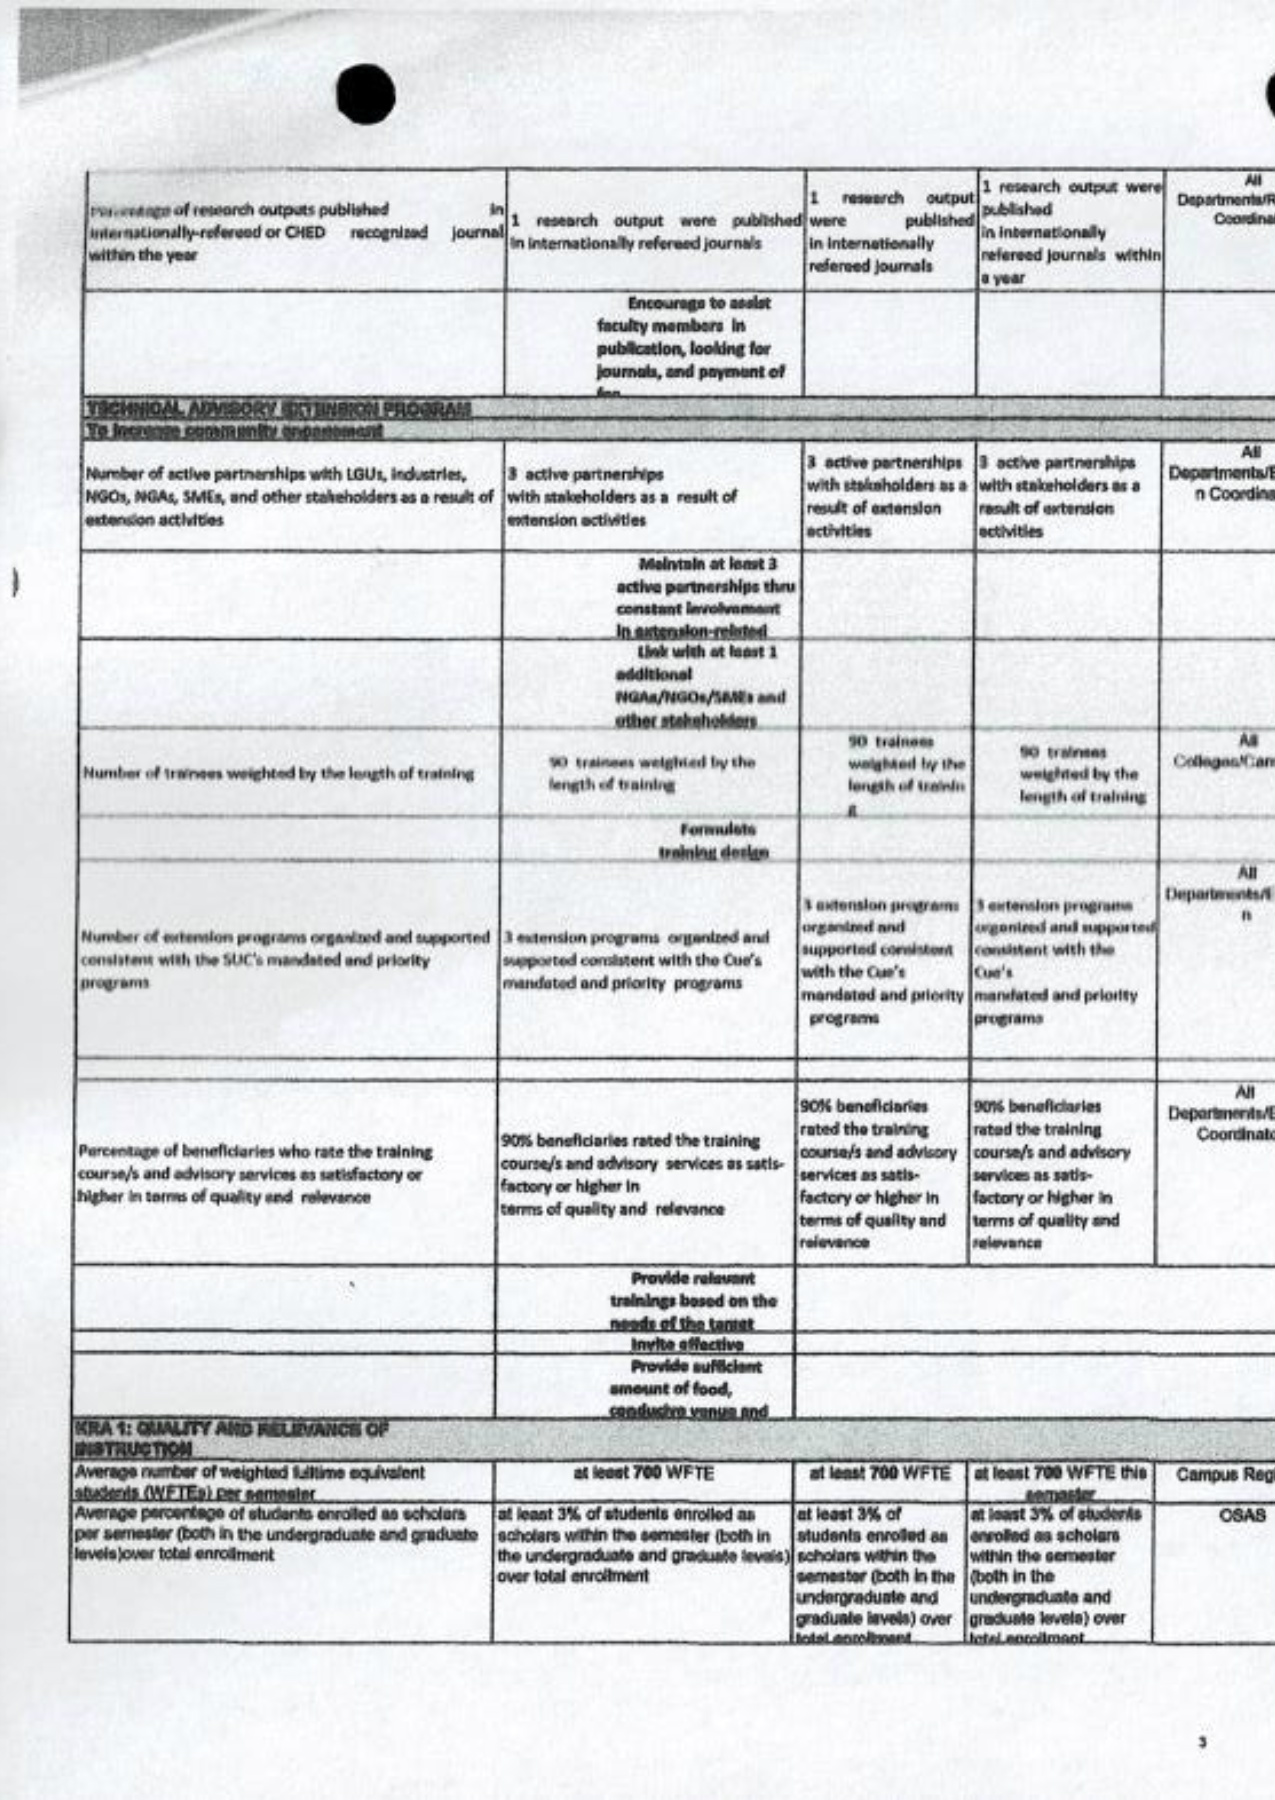 Percentage of research outputs published in
internationally-refereed or CHED recognized journal
within the year
1 research output were published
in internationally refereed journals
1 research output
were published
in internationally
refereed journals
1 research output were
published
in internationally
refereed journals within
a year
All
Departments/R
Coordina
Encourage to assist
faculty members in
publication, looking for
journals, and payment of
TECHNICAL ADVISORY EXTENSION PROGRAM
To increase community engagement
Number of active partnerships with LGUs, industries,
NGOs, NGAs, SMEs, and other stakeholders as a result of
extension activities
3 active partnerships
with stakeholders as a result of
extension activities
3 active partnerships
with stakeholders as a
result of extension
activities
3 active partnerships
with stakeholders as a
result of extension
activities
All
Departments/E
n Coordina
Maintain at least 3
active partnerships thru
constant involvement
in extension-related
Link with at least 1
additional
NGAs/NGOs/SMEs and
other stakeholders
Number of trainees weighted by the length of training
90 trainees weighted by the
length of training
90 trainees
weighted by the
length of trainin
g
90 trainees
weighted by the
length of training
All
Colleges/Cam
Formulate
training design
Number of extension programs organized and supported
consistent with the SUC's mandated and priority
programs
3 extension programs organized and
supported consistent with the Cue's
mandated and priority programs
3 extension programs
organized and
supported consistent
with the Cue's
mandated and priority
programs
3 extension programs
organized and supported
consistent with the
Cue's
mandated and priority
programs
All
Departments/E
n
Percentage of beneficiaries who rate the training
course/s and advisory services as satisfactory or
higher in terms of quality and relevance
90% beneficiaries rated the training
course/s and advisory services as satis-
factory or higher in
terms of quality and relevance
90% beneficiaries
rated the training
course/s and advisory
services as satis-
factory or higher in
terms of quality and
relevance
90% beneficiaries
rated the training
course/s and advisory
services as satis-
factory or higher in
terms of quality and
relevance
All
Departments/E
Coordinato
Provide relevant
trainings based on the
needs of the target
Invite effective
Provide sufficient
amount of food,
conducive venue and
KRA 1: QUALITY AND RELEVANCE OF
INSTRUCTION
Average number of weighted fulltime equivalent
students (WFTEs) per semester
at least 700 WFTE
at least 700 WFTE
at least 700 WFTE this
semester
Campus Regi
Average percentage of students enrolled as scholars
per semester (both in the undergraduate and graduate
levels)over total enrollment
at least 3% of students enrolled as
scholars within the semester (both in
the undergraduate and graduate levels)
over total enrollment
at least 3% of
students enrolled as
scholars within the
semester (both in the
undergraduate and
graduate levels) over
total enrollment
at least 3% of students
enrolled as scholars
within the semester
(both in the
undergraduate and
graduate levels) over
total enrollment
OSAS
3